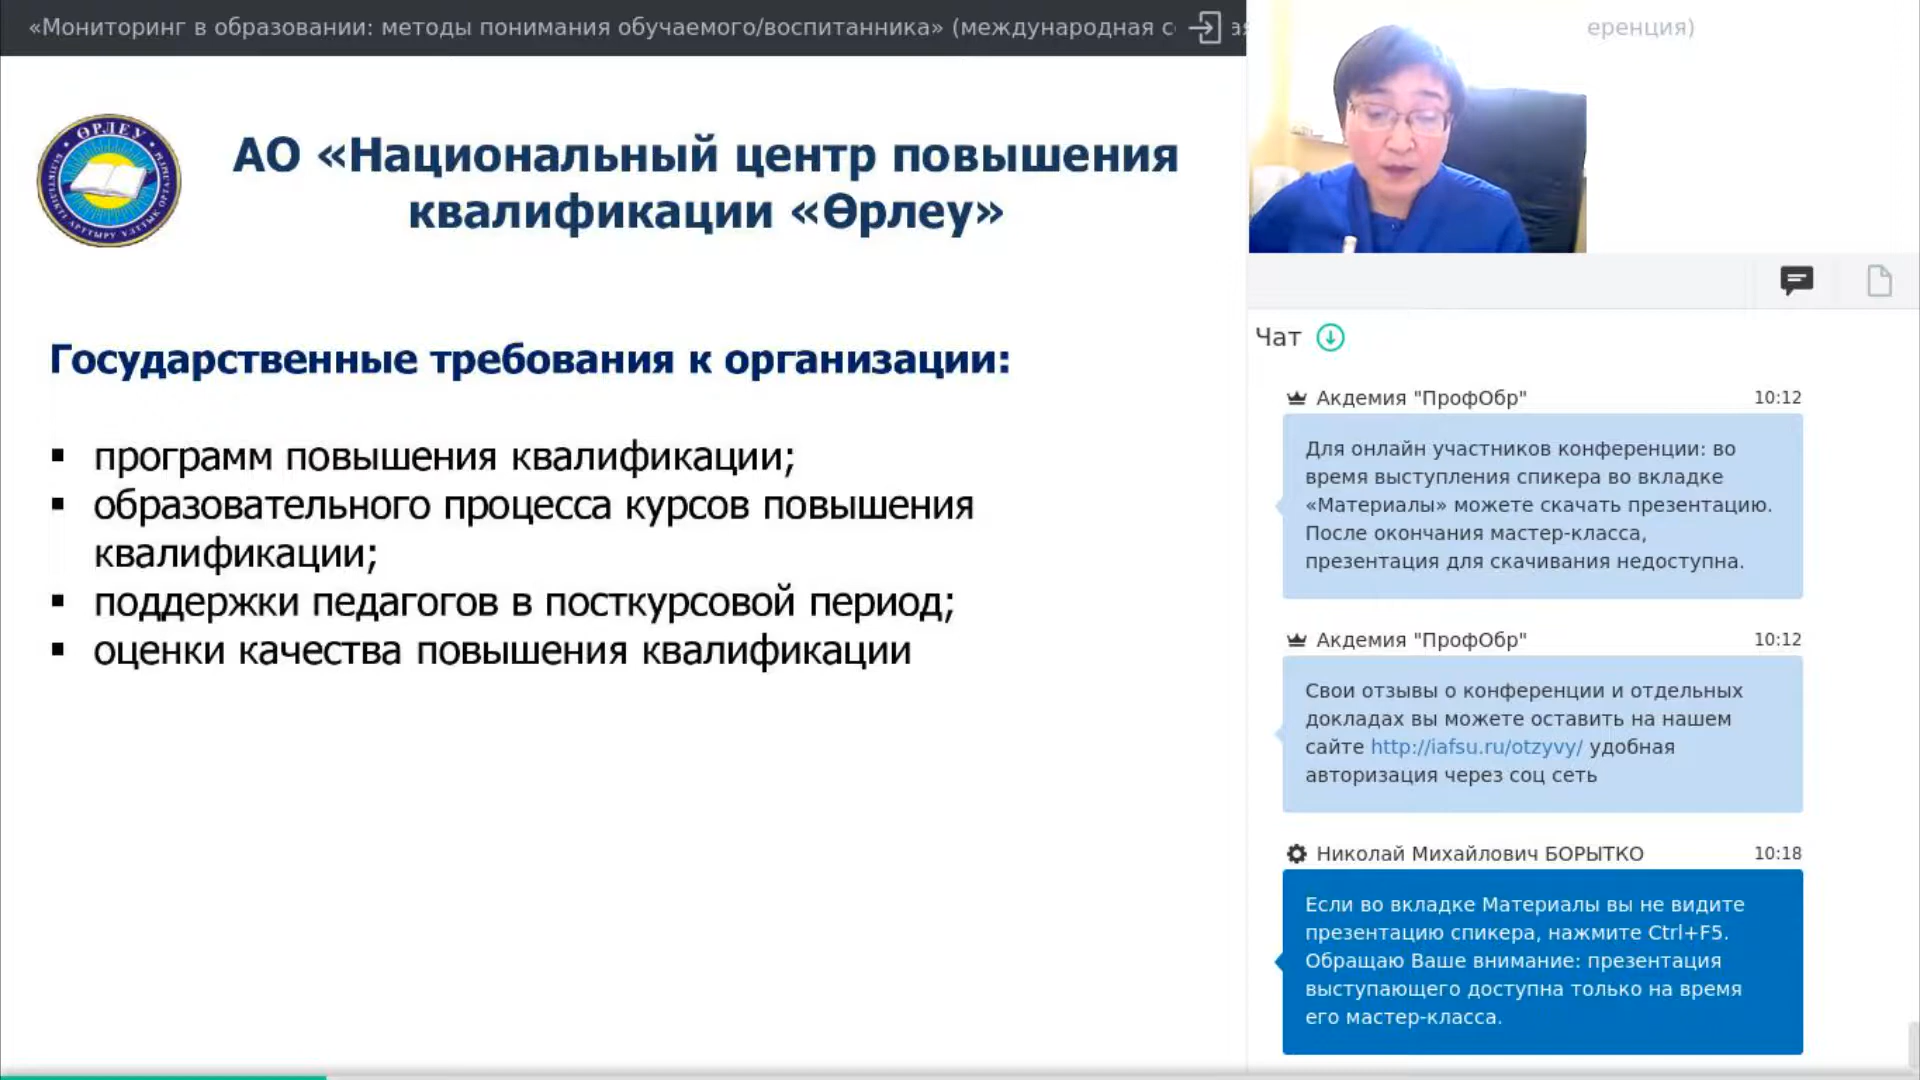 «Мониторинг в образовании: методы понимания обучаемого/воспитанника» (международная
еренция)
ӨРЛЕУ
АО «Национальный центр повышения
квалификации «Өрлеу»
Государственные требования к организации:
▪ программ повышения квалификации;
▪ образовательного процесса курсов повышения
квалификации;
▪ поддержки педагогов в посткурсовой период;
▪ оценки качества повышения квалификации
Чат
Акдемия "ПрофОбр" 10:12
Для онлайн участников конференции: во
время выступления спикера во вкладке
«Материалы» можете скачать презентацию.
После окончания мастер-класса,
презентация для скачивания недоступна.
Акдемия "ПрофОбр" 10:12
Свои отзывы о конференции и отдельных
докладах вы можете оставить на нашем
сайте http://iafsu.ru/otzyvy/ удобная
авторизация через соц сеть
Николай Михайлович БОРЫТКО 10:18
Если во вкладке Материалы вы не видите
презентацию спикера, нажмите Ctrl+F5.
Обращаю Ваше внимание: презентация
выступающего доступна только на время
его мастер-класса.